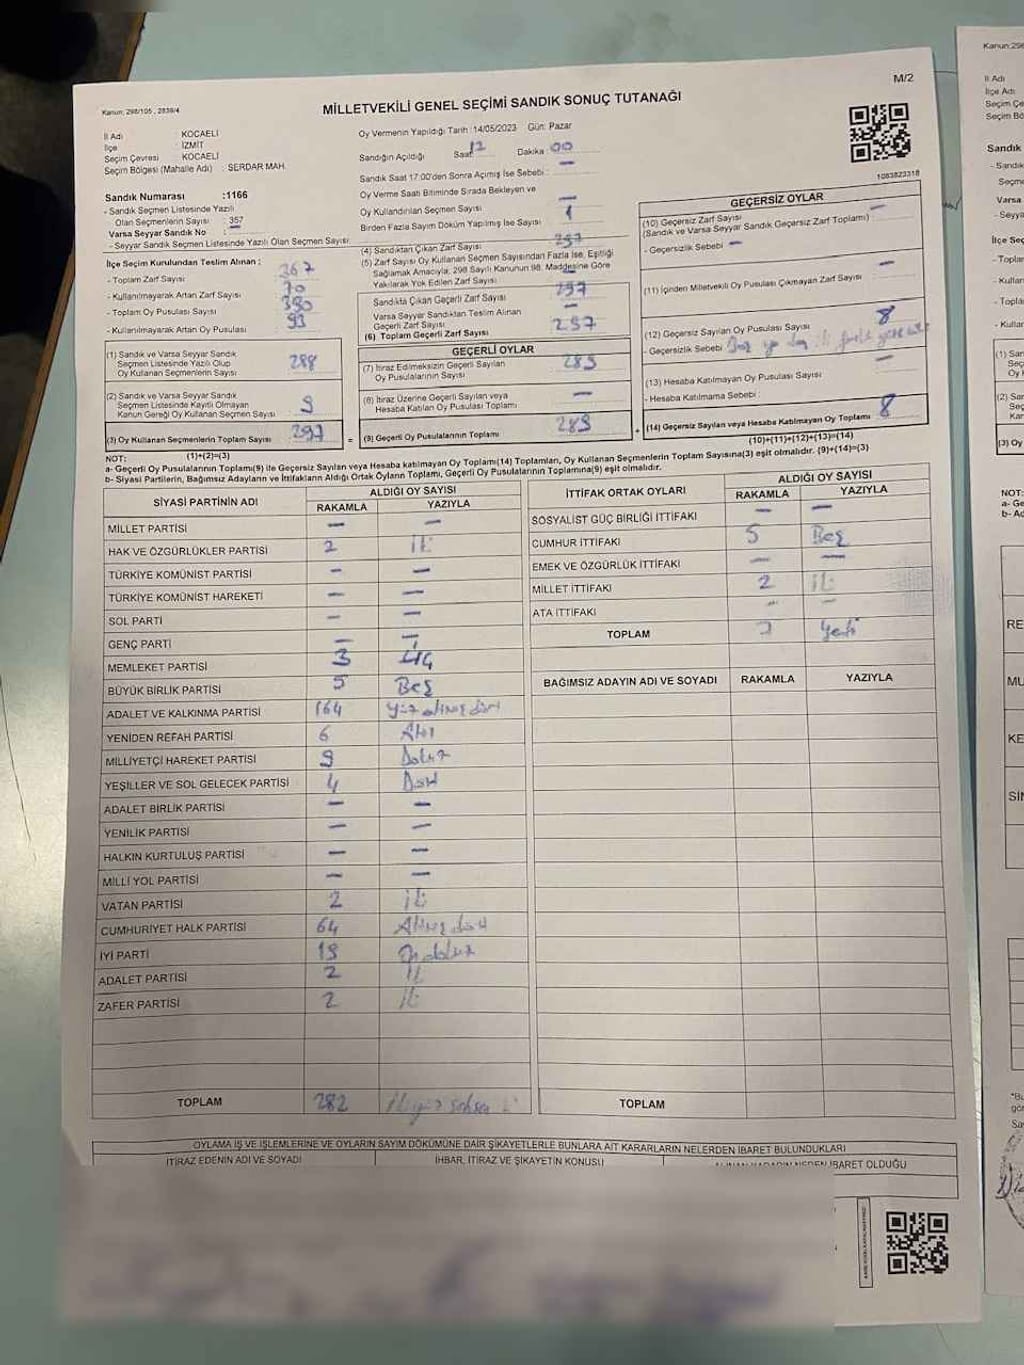 Kanun: 298/105, 2839/4
M/2
MİLLETVEKİLİ GENEL SEÇİMİ SANDIK SONUÇ TUTANAĞI
İl Adı : KOCAELİ
İlçe : İZMİT
Seçim Çevresi : KOCAELİ
Seçim Bölgesi (Mahalle Adı) : SERDAR MAH.
Oy Vermenin Yapıldığı Tarih : 14/05/2023 Gün: Pazar
Sandığın Açıldığı Saat 17 Dakika 00
Sandık Saat 17:00'den Sonra Açımış İse Sebebi : —
Oy Verme Saati Bitiminde Sırada Bekleyen ve
Oy Kullandırılan Seçmen Sayısı —
Birden Fazla Sayım Döküm Yapılmış İse Sayısı 1
1083823318
Sandık Numarası :1166
- Sandık Seçmen Listesinde Yazılı
Olan Seçmenlerin Sayısı : 357
Varsa Seyyar Sandık No : —
- Seyyar Sandık Seçmen Listesinde Yazılı Olan Seçmen Sayısı:
İlçe Seçim Kurulundan Teslim Alınan ;
- Toplam Zarf Sayısı 367
- Kullanılmayarak Artan Zarf Sayısı 70
- Toplam Oy Pusulası Sayısı 390
- Kullanılmayarak Artan Oy Pusulası 93
(1) Sandık ve Varsa Seyyar Sandık
Seçmen Listesinde Yazılı Olup
Oy Kullanan Seçmenlerin Sayısı 288
(2) Sandık ve Varsa Seyyar Sandık
Seçmen Listesinde Kayıtlı Olmayan
Kanun Gereği Oy Kullanan Seçmen Sayısı 9
(3) Oy Kullanan Seçmenlerin Toplam Sayısı 297
(4) Sandıktan Çıkan Zarf Sayısı 297
(5) Zarf Sayısı Oy Kullanan Seçmen Sayısından Fazla İse, Eşitliği
Sağlamak Amacıyla, 298 Sayılı Kanunun 98. Maddesine Göre
Yakılarak Yok Edilen Zarf Sayısı —
Sandıkta Çıkan Geçerli Zarf Sayısı 297
Varsa Seyyar Sandıktan Teslim Alınan
Geçerli Zarf Sayısı —
(6) Toplam Geçerli Zarf Sayısı 297
GEÇERLİ OYLAR
(7) İtiraz Edilmeksizin Geçerli Sayılan
Oy Pusulalarının Sayısı 289
(8) İtiraz Üzerine Geçerli Sayılan veya
Hesaba Katılan Oy Pusulası Toplamı —
(9) Geçerli Oy Pusulalarının Toplamı 289
GEÇERSİZ OYLAR
(10) Geçersiz Zarf Sayısı —
(Sandık ve Varsa Seyyar Sandık Geçersiz Zarf Toplamı)
- Geçersizlik Sebebi —
(11) İçinden Milletvekili Oy Pusulası Çıkmayan Zarf Sayısı —
(12) Geçersiz Sayılan Oy Pusulası Sayısı 8
- Geçersizlik Sebebi
(13) Hesaba Katılmayan Oy Pusulası Sayısı —
- Hesaba Katılmama Sebebi :
(14) Geçersiz Sayılan veya Hesaba Katılmayan Oy Toplamı 8
(10)+(11)+(12)+(13)=(14)
NOT: (1)+(2)=(3)
a- Geçerli Oy Pusulalarının Toplamı(9) ile Geçersiz Sayılan veya Hesaba katılmayan Oy Toplamı(14) Toplamları, Oy Kullanan Seçmenlerin Toplam Sayısına(3) eşit olmalıdır. (9)+(14)=(3)
b- Siyasi Partilerin, Bağımsız Adayların ve İttifakların Aldığı Ortak Oyların Toplamı, Geçerli Oy Pusulalarının Toplamına(9) eşit olmalıdır.
SİYASİ PARTİNİN ADI ALDIĞI OY SAYISI
RAKAMLA YAZIYLA
MİLLET PARTİSİ — —
HAK VE ÖZGÜRLÜKLER PARTİSİ 2 İki
TÜRKİYE KOMÜNİST PARTİSİ — —
TÜRKİYE KOMÜNİST HAREKETİ — —
SOL PARTİ — —
GENÇ PARTİ — —
MEMLEKET PARTİSİ 3 üç
BÜYÜK BİRLİK PARTİSİ 5 Beş
ADALET VE KALKINMA PARTİSİ 164 yüz altmış dört
YENİDEN REFAH PARTİSİ 6 Altı
MİLLİYETÇİ HAREKET PARTİSİ 9 Dokuz
YEŞİLLER VE SOL GELECEK PARTİSİ 4 Dört
ADALET BİRLİK PARTİSİ — —
YENİLİK PARTİSİ — —
HALKIN KURTULUŞ PARTİSİ — —
MİLLİ YOL PARTİSİ — —
VATAN PARTİSİ 2 iki
CUMHURİYET HALK PARTİSİ 64 Altmış dört
İYİ PARTİ 19 On dokuz
ADALET PARTİSİ 2 iki
ZAFER PARTİSİ 2 iki
TOPLAM 282 İkiyüz seksen iki
İTTİFAK ORTAK OYLARI ALDIĞI OY SAYISI
RAKAMLA YAZIYLA
SOSYALİST GÜÇ BİRLİĞİ İTTİFAKI — —
CUMHUR İTTİFAKI 5 Beş
EMEK VE ÖZGÜRLÜK İTTİFAKI — —
MİLLET İTTİFAKI 2 iki
ATA İTTİFAKI — —
TOPLAM 7 Yedi
BAĞIMSIZ ADAYIN ADI VE SOYADI RAKAMLA YAZIYLA
TOPLAM
OYLAMA İŞ VE İŞLEMLERİNE VE OYLARIN SAYIM DÖKÜMÜNE DAİR ŞİKAYETLERLE BUNLARA AİT KARARLARIN NELERDEN İBARET BULUNDUKLARI
İTİRAZ EDENİN ADI VE SOYADI İHBAR, İTİRAZ VE ŞİKAYETİN KONUSU ALINAN KARARIN NEDEN İBARET OLDUĞU